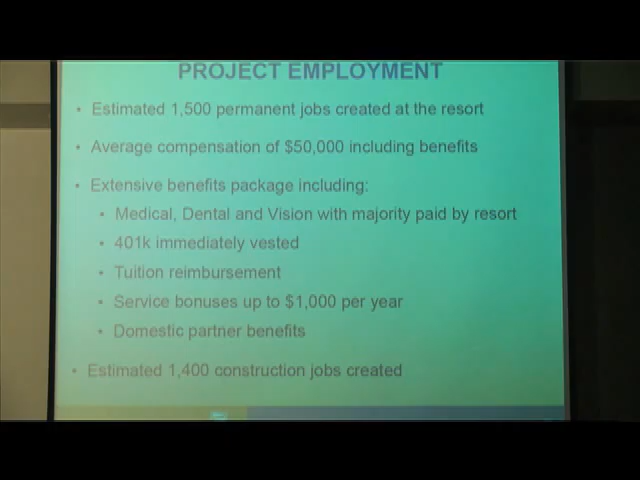 PROJECT EMPLOYMENT
• Estimated 1,500 permanent jobs created at the resort
• Average compensation of $50,000 including benefits
• Extensive benefits package including:
• Medical, Dental and Vision with majority paid by resort
• 401k immediately vested
• Tuition reimbursement
• Service bonuses up to $1,000 per year
• Domestic partner benefits
• Estimated 1,400 construction jobs created